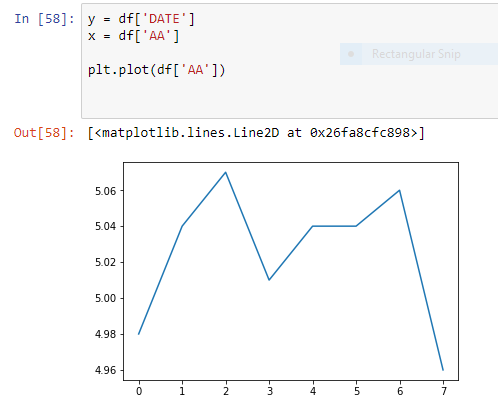 In [58]: y = df['DATE']
x = df['AA']
plt.plot(df['AA'])
Rectangular Snip
Out[58]: [<matplotlib.lines.Line2D at 0x26fa8cfc898>]
5.06
5.04
5.02
5.00
4.98
4.96
0 1 2 3 4 5 6 7